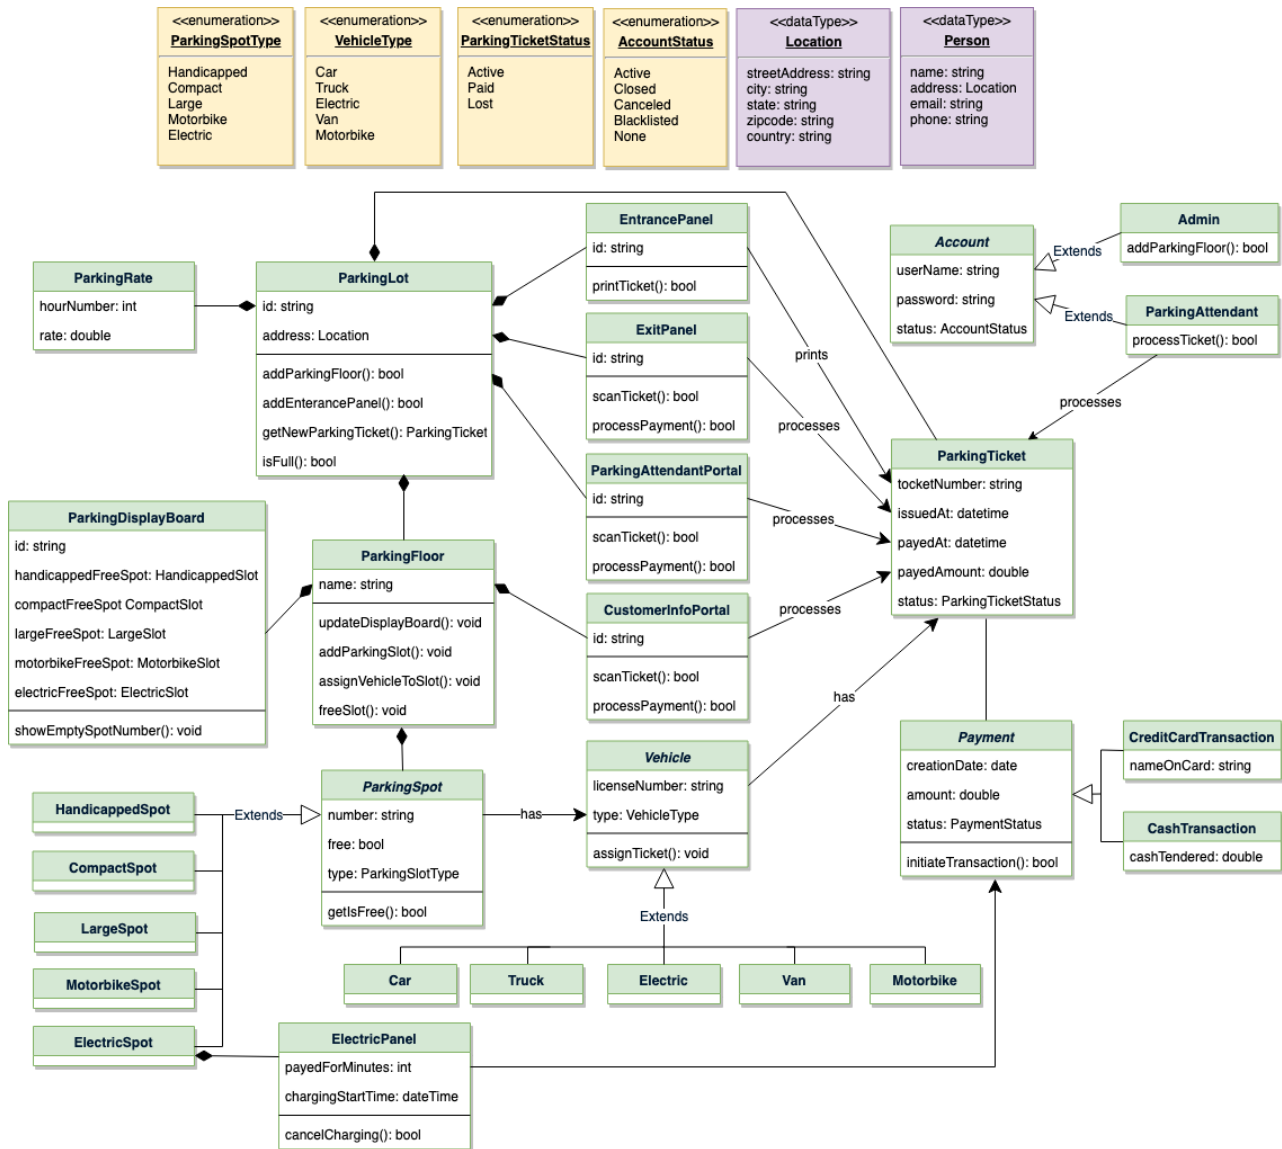 <<enumeration>>
ParkingSpotType
Handicapped
Compact
Large
Motorbike
Electric
<<enumeration>>
VehicleType
Car
Truck
Electric
Van
Motorbike
<<enumeration>>
ParkingTicketStatus
Active
Paid
Lost
<<enumeration>>
AccountStatus
Active
Closed
Canceled
Blacklisted
None
<<dataType>>
Location
streetAddress: string
city: string
state: string
zipcode: string
country: string
<<dataType>>
Person
name: string
address: Location
email: string
phone: string
ParkingRate
hourNumber: int
rate: double
ParkingLot
id: string
address: Location
addParkingFloor(): bool
addEnterancePanel(): bool
getNewParkingTicket(): ParkingTicket
isFull(): bool
EntrancePanel
id: string
printTicket(): bool
ExitPanel
id: string
scanTicket(): bool
processPayment(): bool
ParkingAttendantPortal
id: string
scanTicket(): bool
processPayment(): bool
CustomerInfoPortal
id: string
scanTicket(): bool
processPayment(): bool
prints
processes
processes
processes
Account
userName: string
password: string
status: AccountStatus
Extends
Extends
Admin
addParkingFloor(): bool
ParkingAttendant
processTicket(): bool
processes
ParkingTicket
tocketNumber: string
issuedAt: datetime
payedAt: datetime
payedAmount: double
status: ParkingTicketStatus
ParkingDisplayBoard
id: string
handicappedFreeSpot: HandicappedSlot
compactFreeSpot CompactSlot
largeFreeSpot: LargeSlot
motorbikeFreeSpot: MotorbikeSlot
electricFreeSpot: ElectricSlot
showEmptySpotNumber(): void
ParkingFloor
name: string
updateDisplayBoard(): void
addParkingSlot(): void
assignVehicleToSlot(): void
freeSlot(): void
has
Payment
creationDate: date
amount: double
status: PaymentStatus
initiateTransaction(): bool
CreditCardTransaction
nameOnCard: string
CashTransaction
cashTendered: double
HandicappedSpot
CompactSpot
LargeSpot
MotorbikeSpot
ElectricSpot
Extends
ParkingSpot
number: string
free: bool
type: ParkingSlotType
getIsFree(): bool
has
Vehicle
licenseNumber: string
type: VehicleType
assignTicket(): void
Extends
Car
Truck
Electric
Van
Motorbike
ElectricPanel
payedForMinutes: int
chargingStartTime: dateTime
cancelCharging(): bool